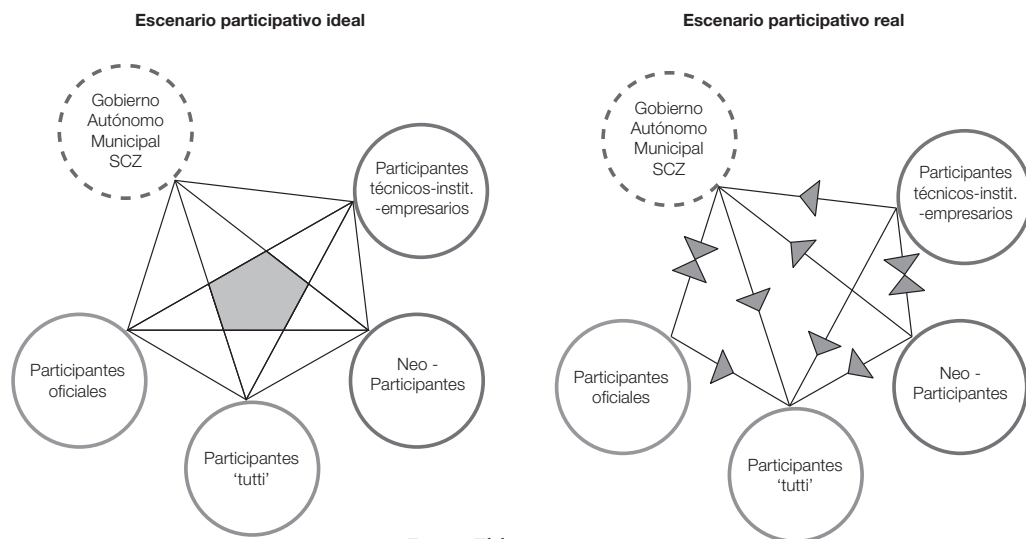 Escenario participativo ideal
Gobierno
Autónomo
Municipal
SCZ
Participantes
técnicos-instit.
-empresarios
Participantes
oficiales
Neo -
Participantes
Participantes
‘tutti’
Escenario participativo real
Gobierno
Autónomo
Municipal
SCZ
Participantes
técnicos-instit.
-empresarios
Participantes
oficiales
Neo -
Participantes
Participantes
‘tutti’